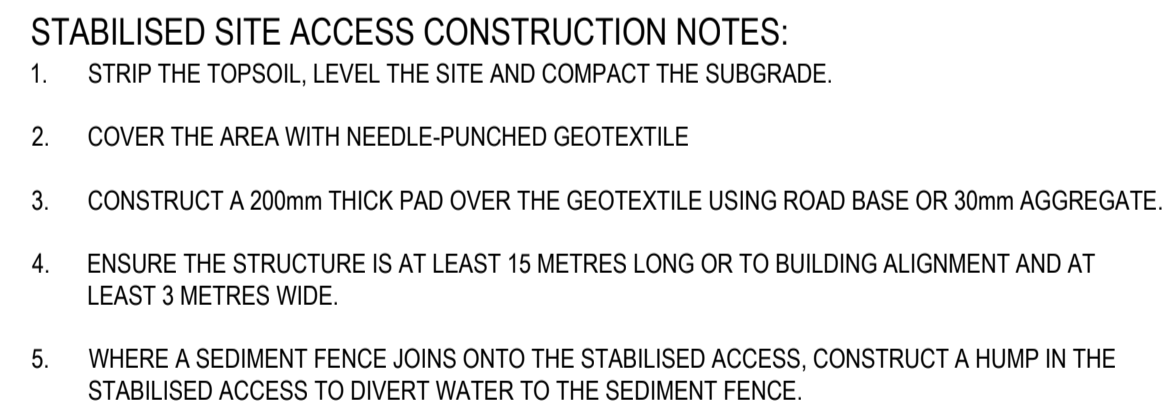 STABILISED SITE ACCESS CONSTRUCTION NOTES:
1. STRIP THE TOPSOIL, LEVEL THE SITE AND COMPACT THE SUBGRADE.
2. COVER THE AREA WITH NEEDLE-PUNCHED GEOTEXTILE
3. CONSTRUCT A 200mm THICK PAD OVER THE GEOTEXTILE USING ROAD BASE OR 30mm AGGREGATE.
4. ENSURE THE STRUCTURE IS AT LEAST 15 METRES LONG OR TO BUILDING ALIGNMENT AND AT
LEAST 3 METRES WIDE.
5. WHERE A SEDIMENT FENCE JOINS ONTO THE STABILISED ACCESS, CONSTRUCT A HUMP IN THE
STABILISED ACCESS TO DIVERT WATER TO THE SEDIMENT FENCE.